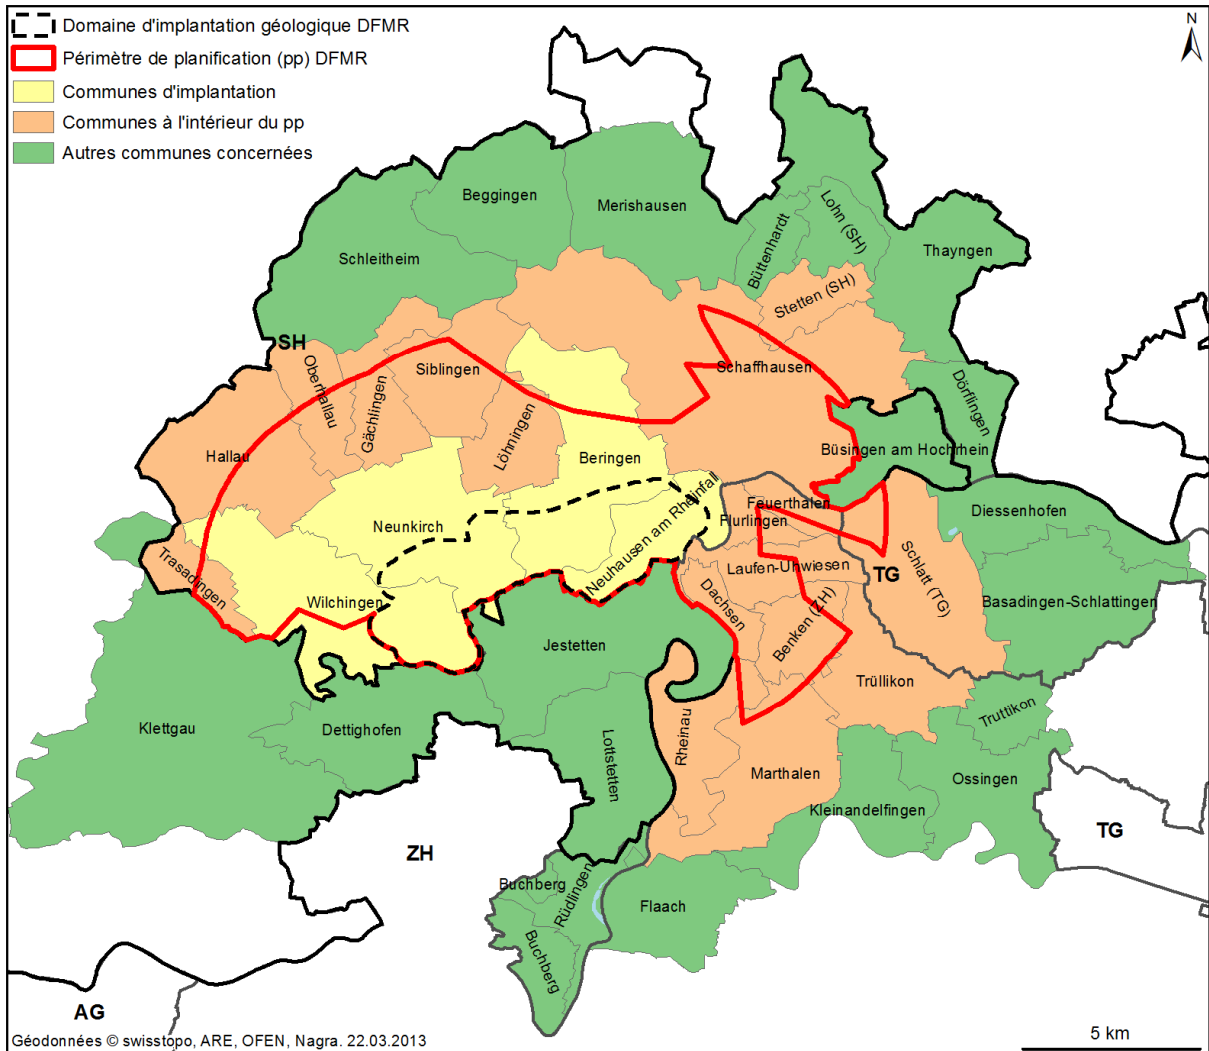 Domaine d'implantation géologique DFMR
Périmètre de planification (pp) DFMR
Communes d'implantation
Communes à l'intérieur du pp
Autres communes concernées
N
Beggingen
Merishausen
Lohn (SH)
Büttenhardt
Thayngen
Schleitheim
Stetten (SH)
SH
Oberhallau
Gächlingen
Siblingen
Schaffhausen
Dörflingen
Löhningen
Hallau
Beringen
Büsingen am Hochrhein
Neunkirch
Neuhausen am Rheinfall
Feuerthalen
Flurlingen
Diessenhofen
Trasadingen
Laufen-Uhwiesen
TG
Schlatt (TG)
Wilchingen
Dachsen
Benken (ZH)
Basadingen-Schlattingen
Jestetten
Trüllikon
Truttikon
Klettgau
Dettighofen
Rheinau
Lottstetten
Marthalen
Ossingen
Kleinandelfingen
TG
ZH
Buchberg
Rüdlingen
Flaach
Buchberg
AG
5 km
Géodonnées © swisstopo, ARE, OFEN, Nagra. 22.03.2013